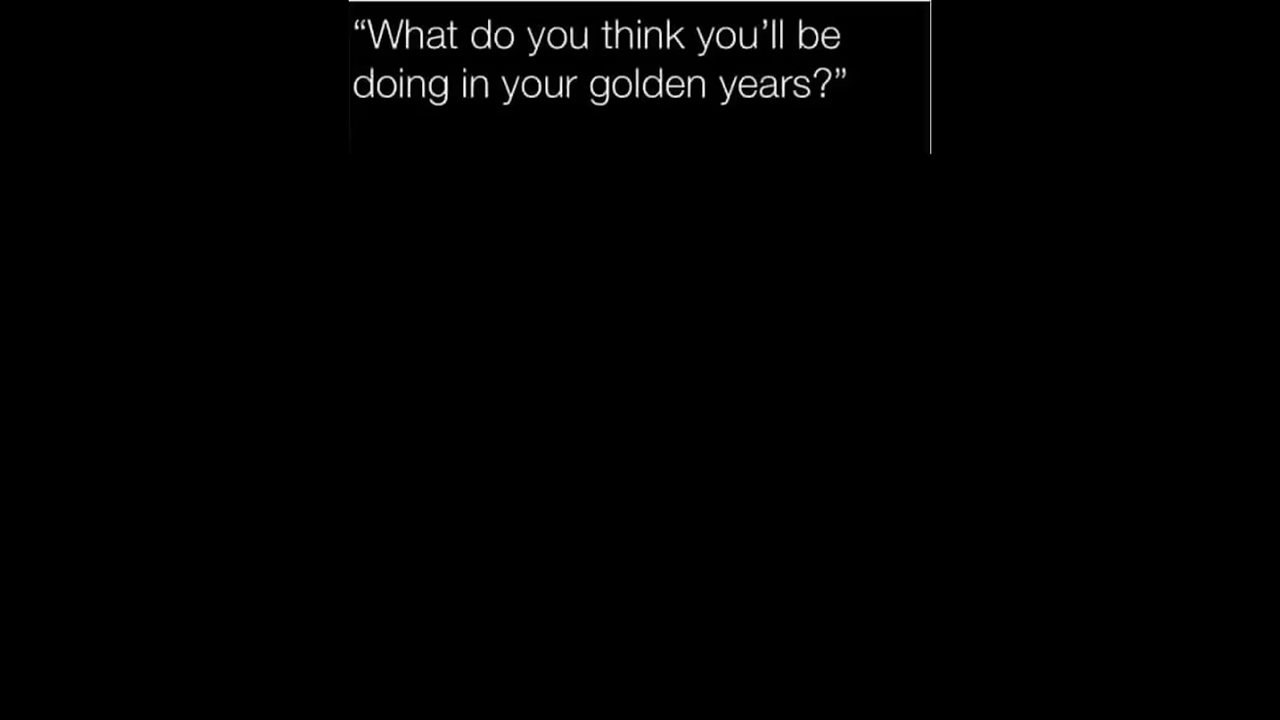 “What do you think you’ll be
doing in your golden years?”